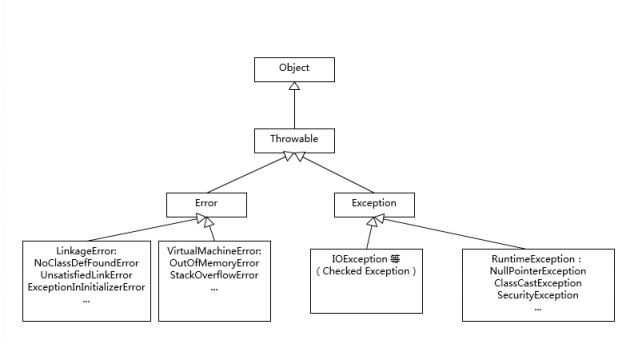 Object
Throwable
Error
Exception
LinkageError:
NoClassDefFoundError
UnsatisfiedLinkError
ExceptionInInitializerError
...
VirtualMachineError:
OutOfMemoryError
StackOverflowError
...
IOException 等
（Checked Exception）
RuntimeException：
NullPointerException
ClassCastException
SecurityException
...